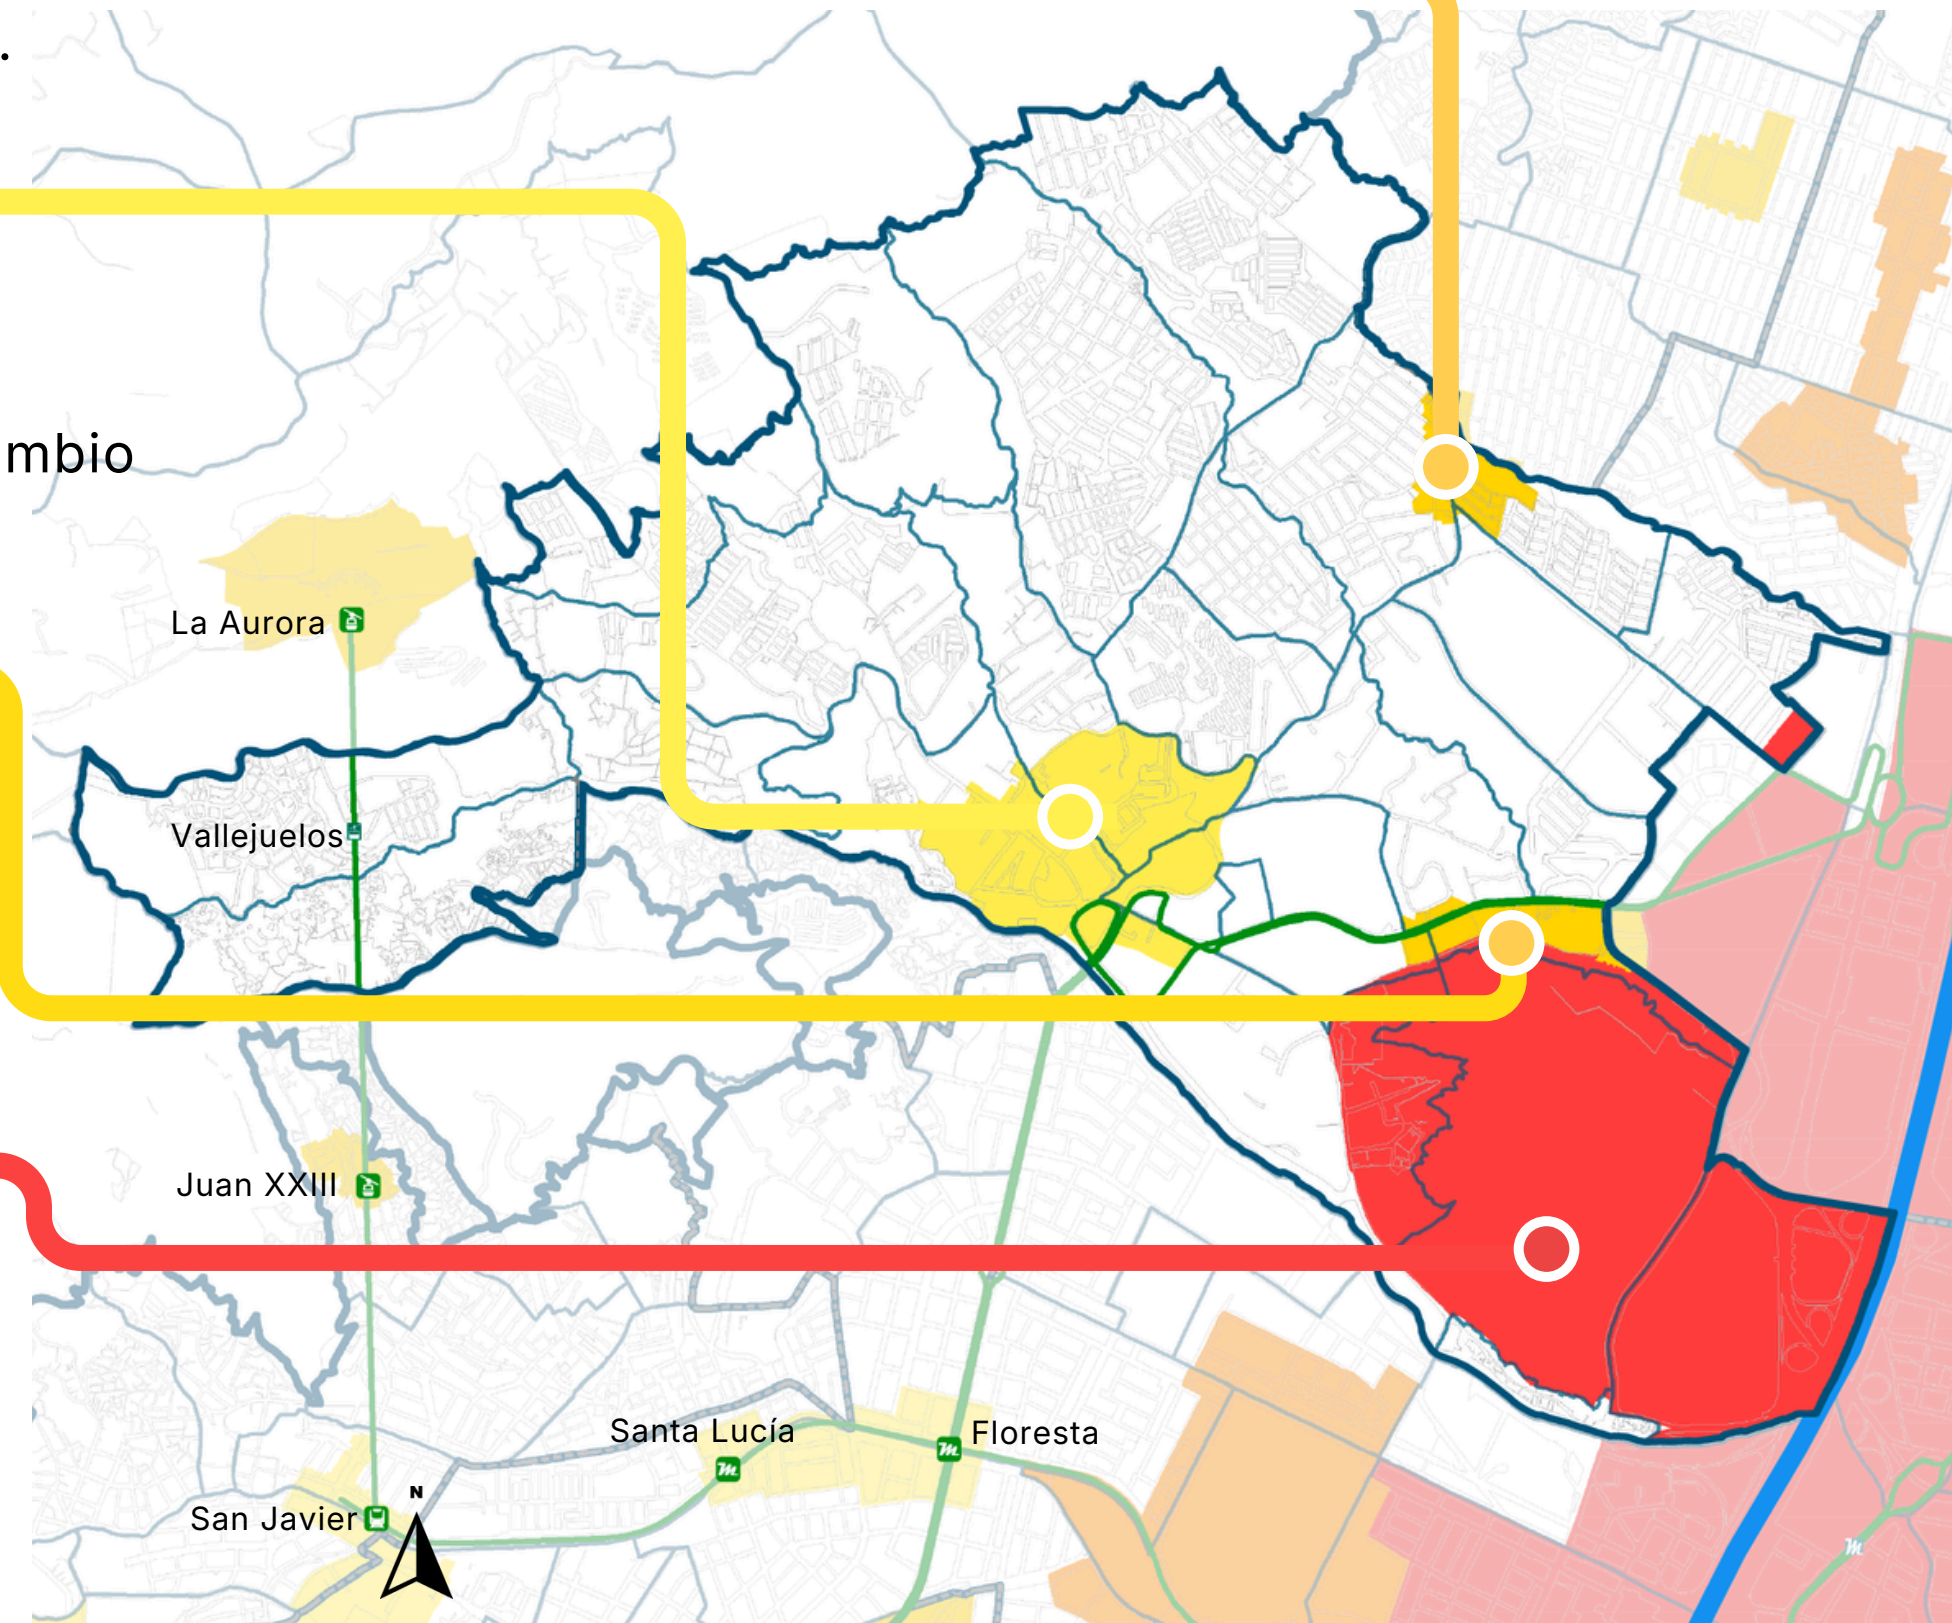 .
mbio
La Aurora
Vallejuelos
Juan XXIII
Santa Lucía
Floresta
San Javier
N